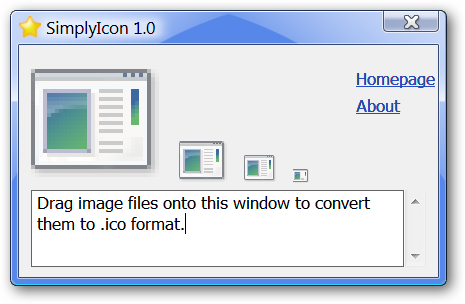 SimplyIcon 1.0
Homepage
About
Drag image files onto this window to convert
them to .ico format.